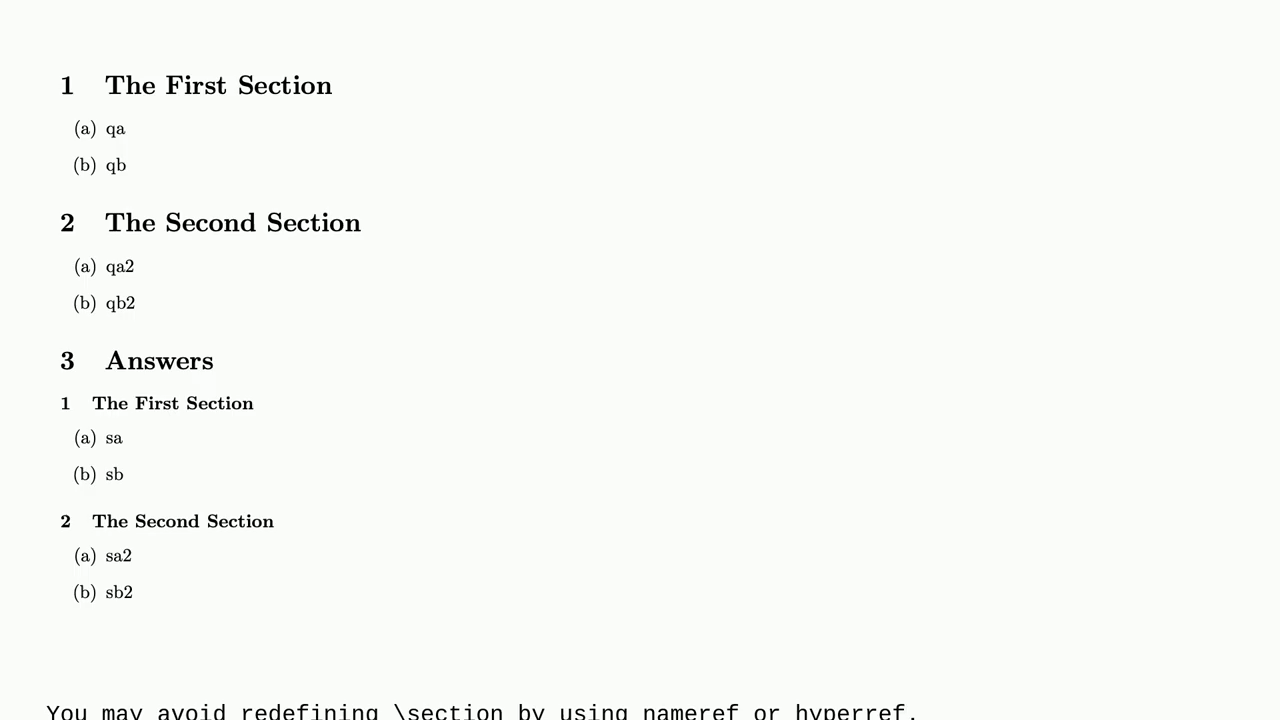 1 The First Section
(a) qa
(b) qb
2 The Second Section
(a) qa2
(b) qb2
3 Answers
1 The First Section
(a) sa
(b) sb
2 The Second Section
(a) sa2
(b) sb2
You may avoid redefining \section by using nameref or hyperref.